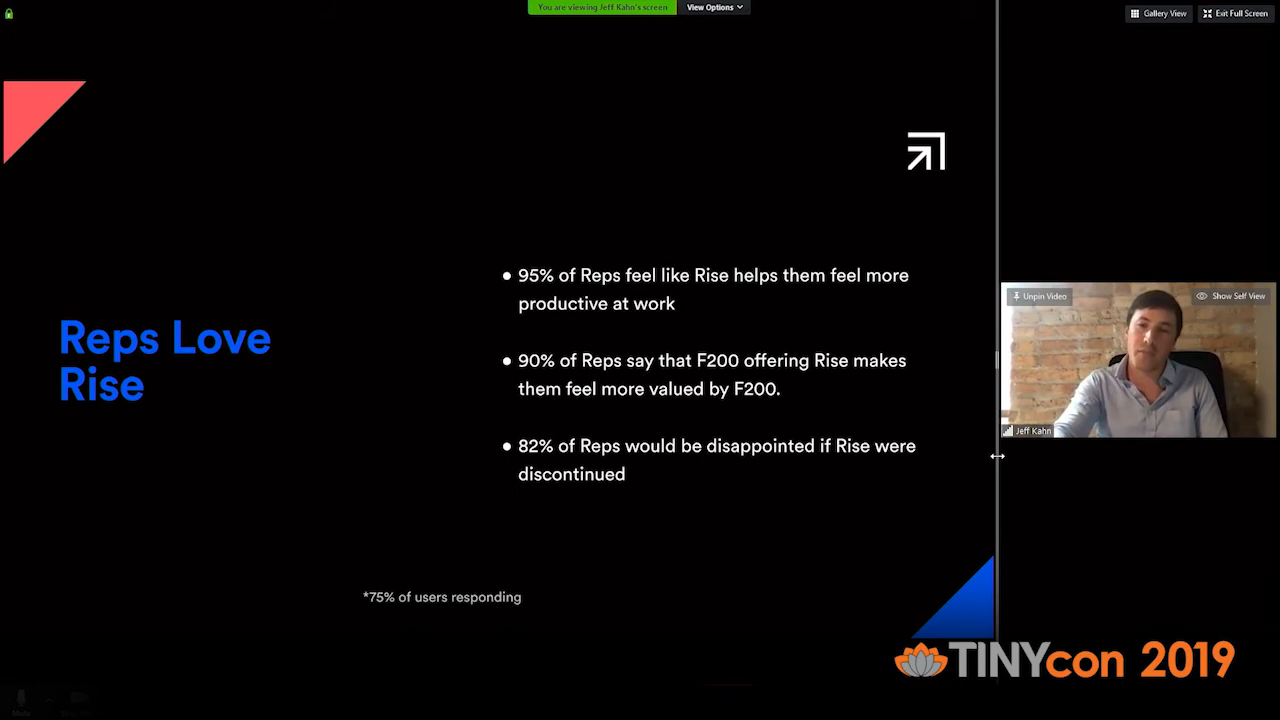 You are viewing Jeff Kahn's screen
View Options
Gallery View
Exit Full Screen
95% of Reps feel like Rise helps them feel more
productive at work
Unpin Video
Show Self View
Reps Love
Rise
90% of Reps say that F200 offering Rise makes
them feel more valued by F200.
Jeff Kahn
82% of Reps would be disappointed if Rise were
discontinued
*75% of users responding
TINYcon 2019